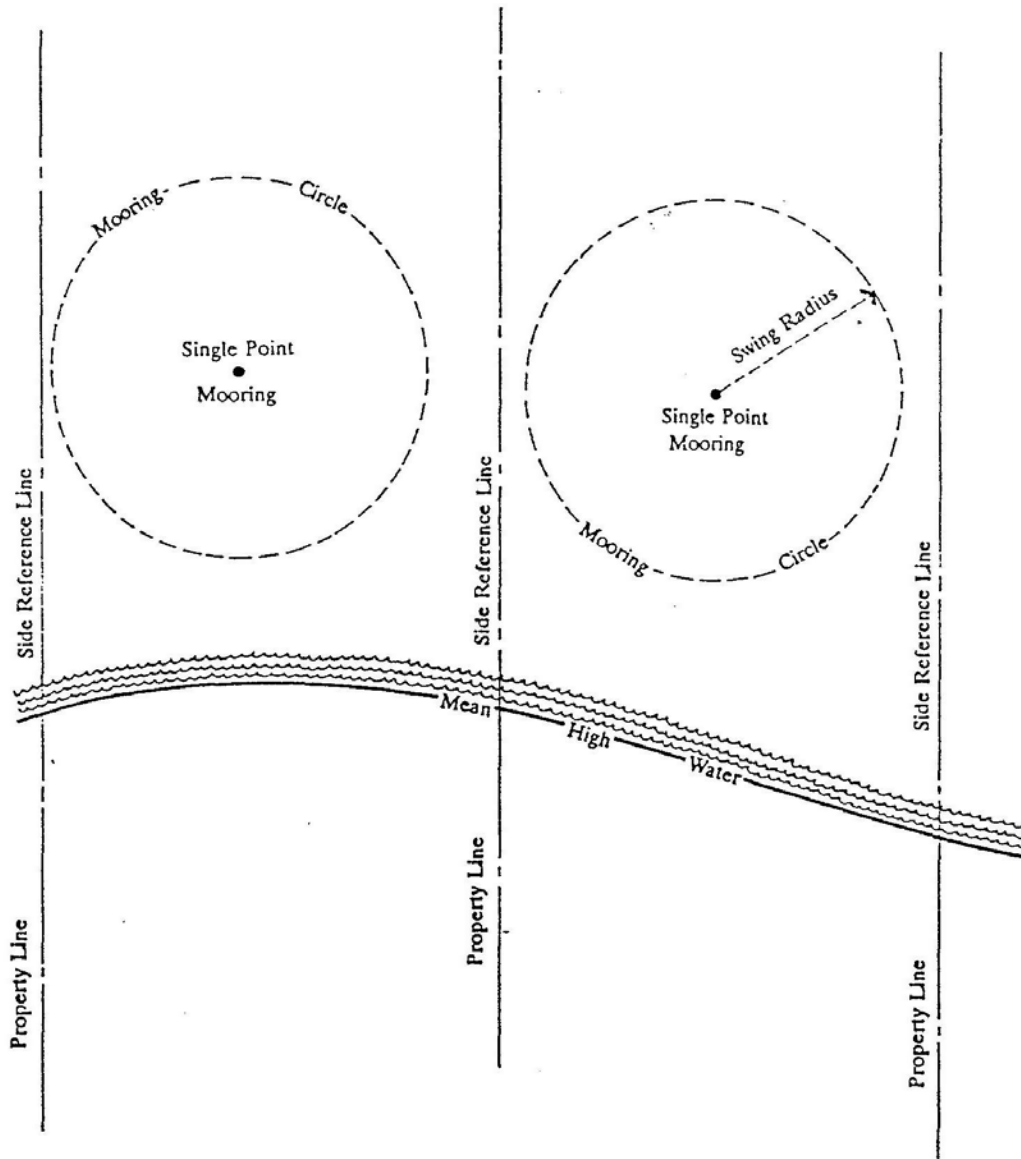 Mooring Circle
Single Point
Mooring
Swing Radius
Single Point
Mooring
Mooring Circle
Side Reference Line
Side Reference Line
Side Reference Line
Mean High Water
Property Line
Property Line
Property Line